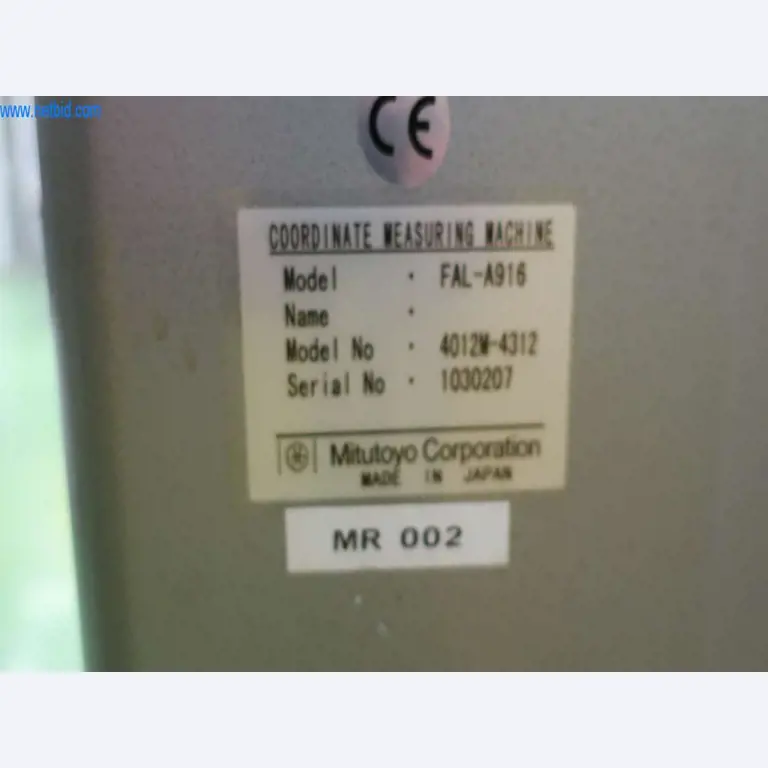 www.netbid.com
CE
COORDINATE MEASURING MACHINE
Model · FAL-A916
Name ·
Model No · 4012M-4312
Serial No · 1030207
Mitutoyo Corporation
MADE IN JAPAN
MR 002